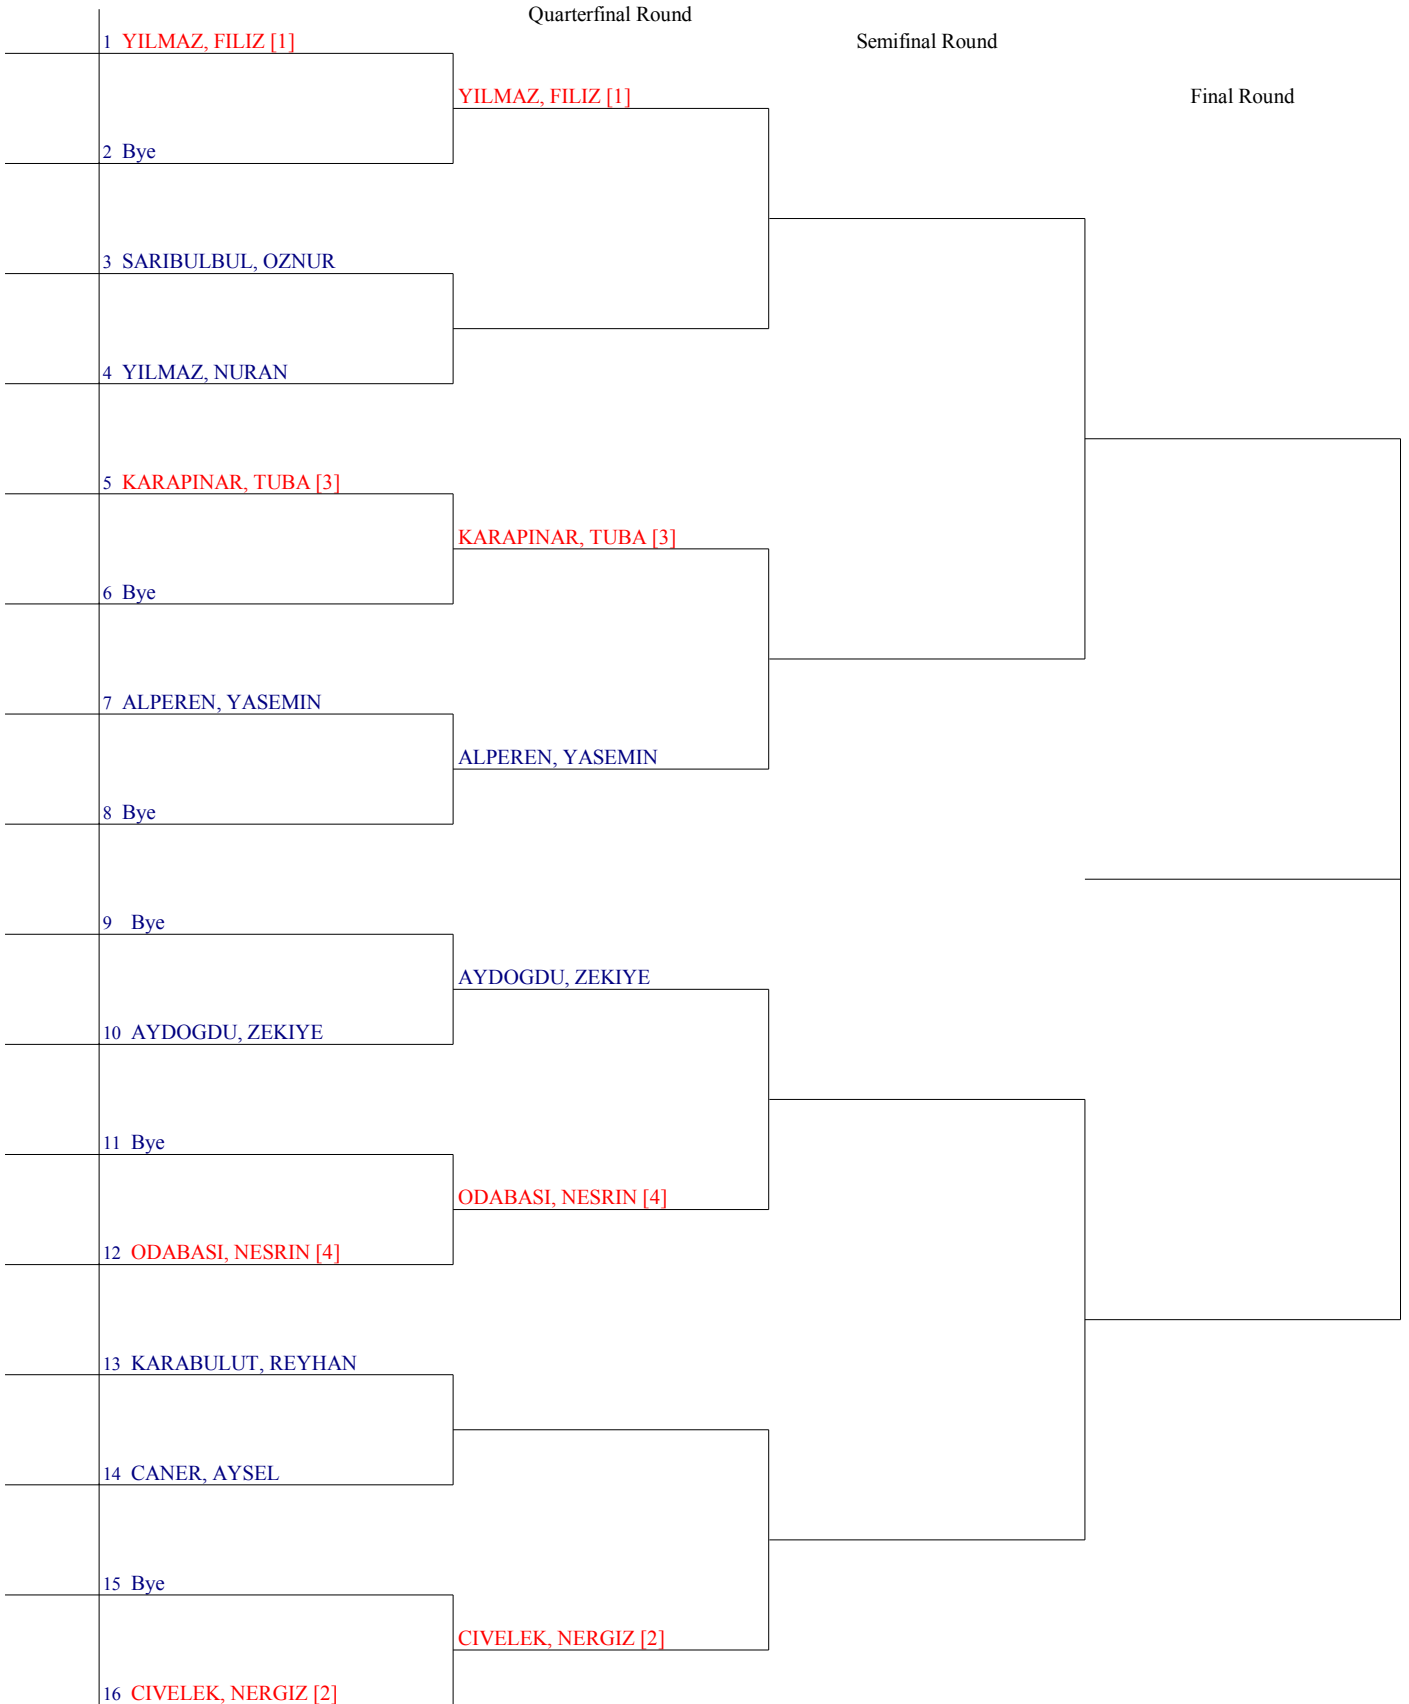 Quarterfinal Round
Semifinal Round
Final Round
1 YILMAZ, FILIZ [1]
YILMAZ, FILIZ [1]
2 Bye
3 SARIBULBUL, OZNUR
4 YILMAZ, NURAN
5 KARAPINAR, TUBA [3]
KARAPINAR, TUBA [3]
6 Bye
7 ALPEREN, YASEMIN
ALPEREN, YASEMIN
8 Bye
9 Bye
AYDOGDU, ZEKIYE
10 AYDOGDU, ZEKIYE
11 Bye
ODABASI, NESRIN [4]
12 ODABASI, NESRIN [4]
13 KARABULUT, REYHAN
14 CANER, AYSEL
15 Bye
CIVELEK, NERGIZ [2]
16 CIVELEK, NERGIZ [2]